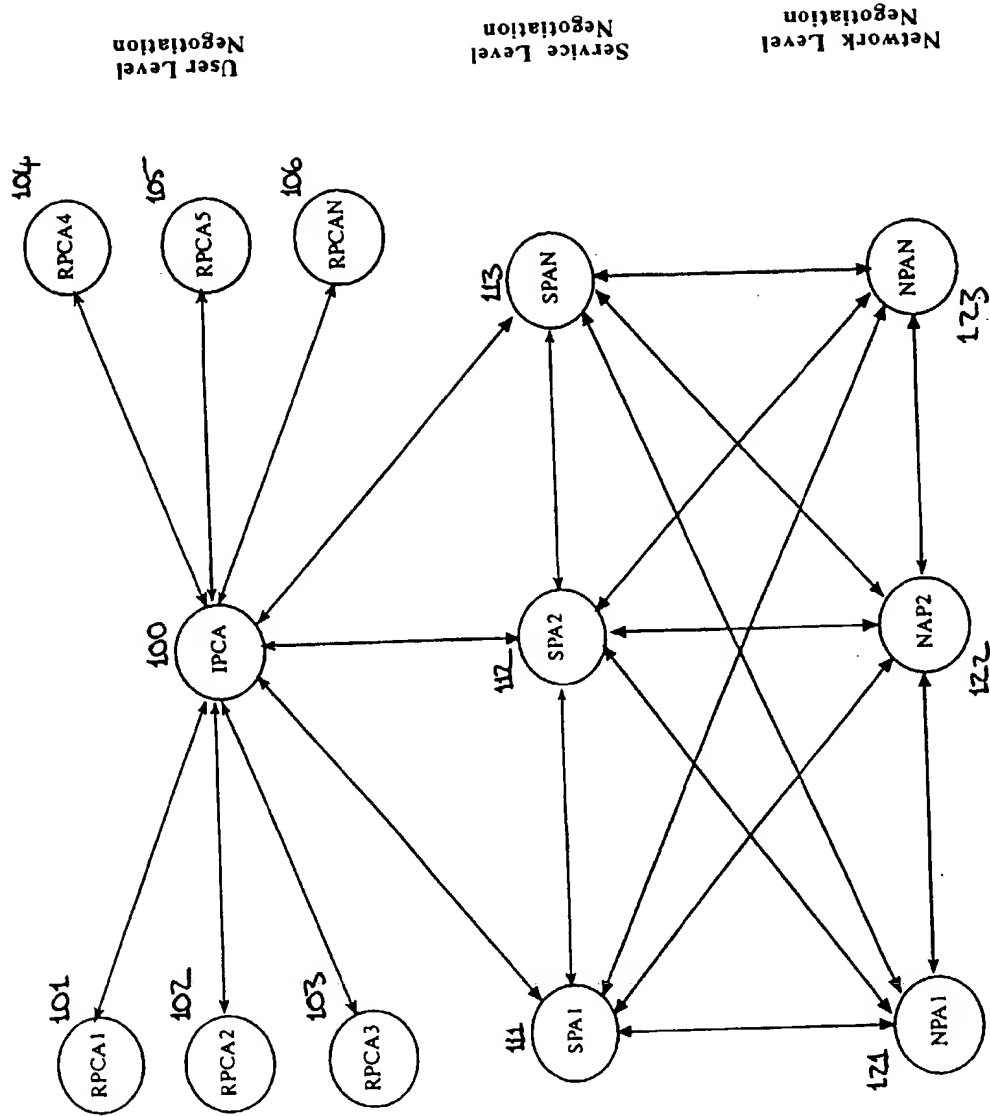 User Level
Negotiation
Service Level
Negotiation
Network Level
Negotiation
104
RPCA4
105
RPCA5
106
RPCAN
100
IPCA
101
RPCA1
102
RPCA2
103
RPCA3
113
SPAN
112
SPA2
111
SPA1
NPAN
123
NAP2
122
NPA1
121